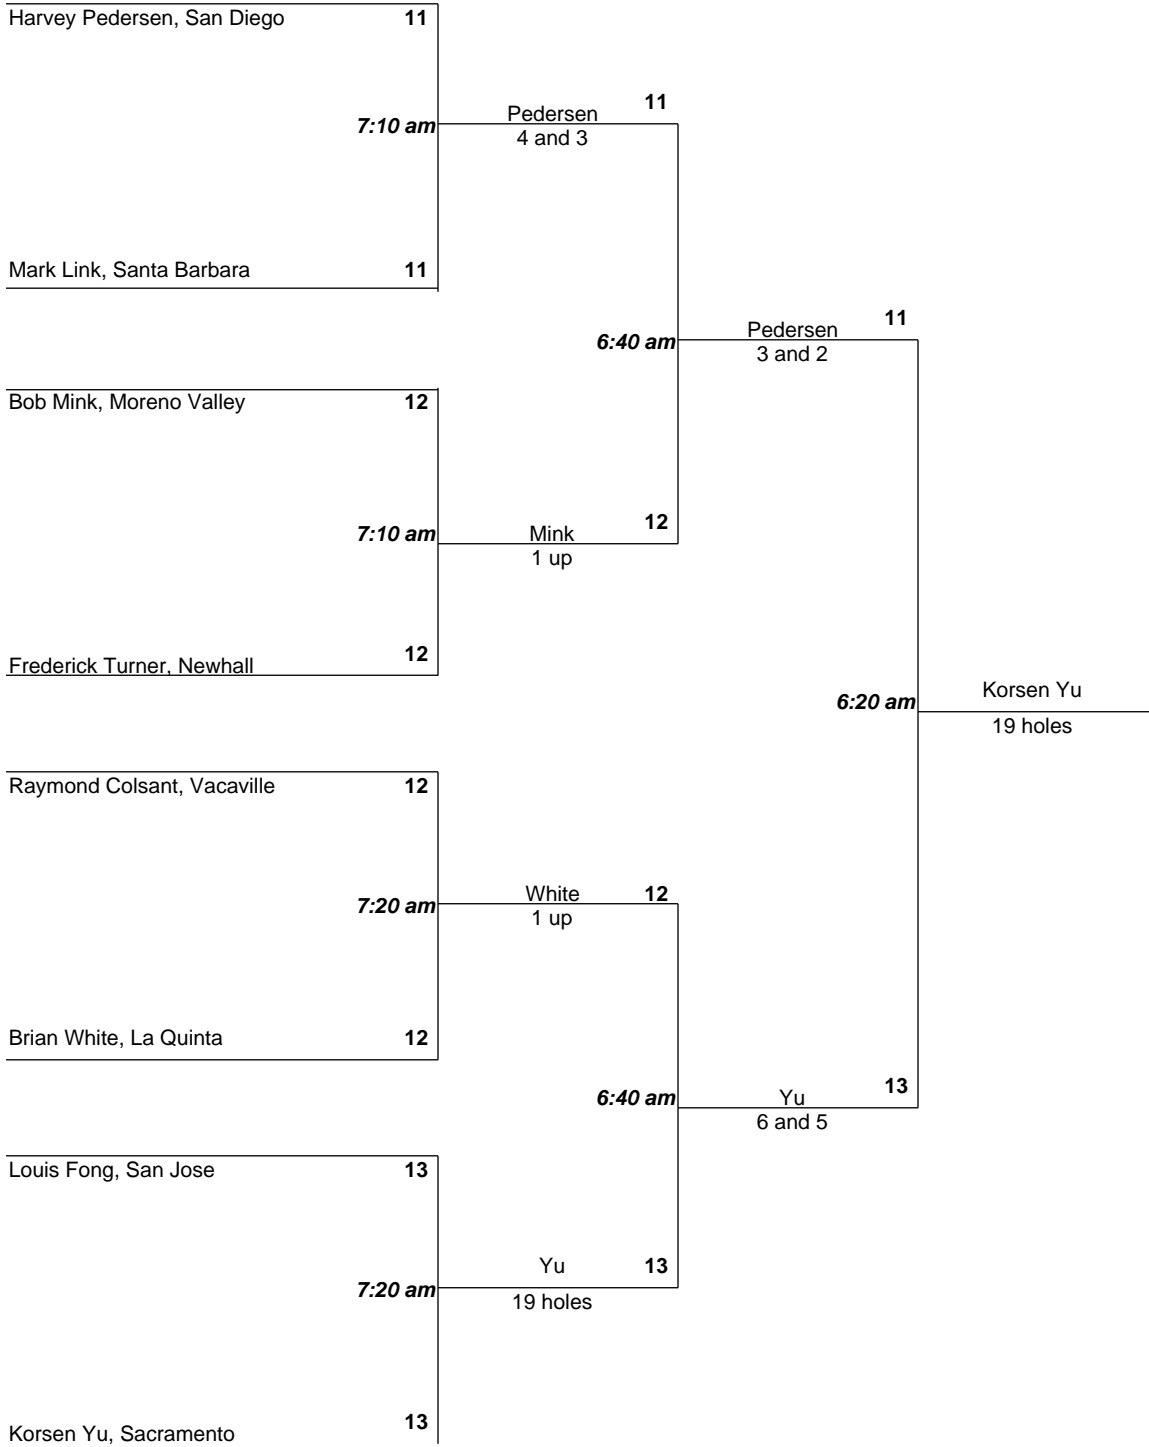 Harvey Pedersen, San Diego 11
Pedersen 11
7:10 am
4 and 3
Mark Link, Santa Barbara 11
Pedersen 11
6:40 am
3 and 2
Bob Mink, Moreno Valley 12
Mink 12
7:10 am
1 up
Frederick Turner, Newhall 12
Korsen Yu
6:20 am
19 holes
Raymond Colsant, Vacaville 12
White 12
7:20 am
1 up
Brian White, La Quinta 12
Yu 13
6:40 am
6 and 5
Louis Fong, San Jose 13
Yu 13
7:20 am
19 holes
Korsen Yu, Sacramento 13